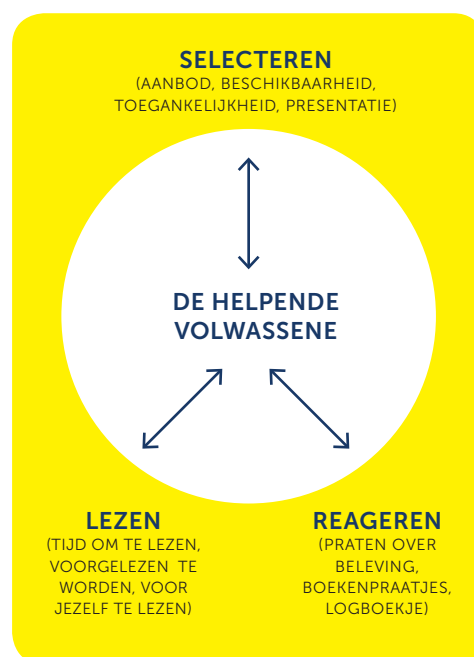 SELECTEREN
(AANBOD, BESCHIKBAARHEID,
TOEGANKELIJKHEID, PRESENTATIE)
DE HELPENDE
VOLWASSENE
LEZEN
(TIJD OM TE LEZEN,
VOORGELEZEN TE
WORDEN, VOOR
JEZELF TE LEZEN)
REAGEREN
(PRATEN OVER
BELEVING,
BOEKENPRAATJES,
LOGBOEKJE)